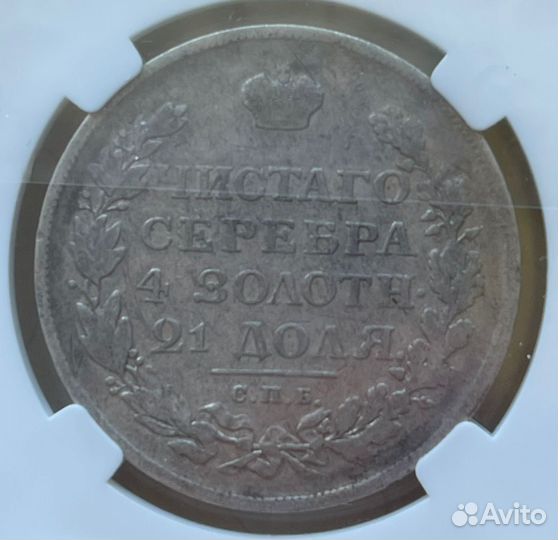 ЧИСТАГО
СЕРЕБРА
4 ЗОЛОТН.
21 ДОЛЯ.
С.П.Б.
Avito